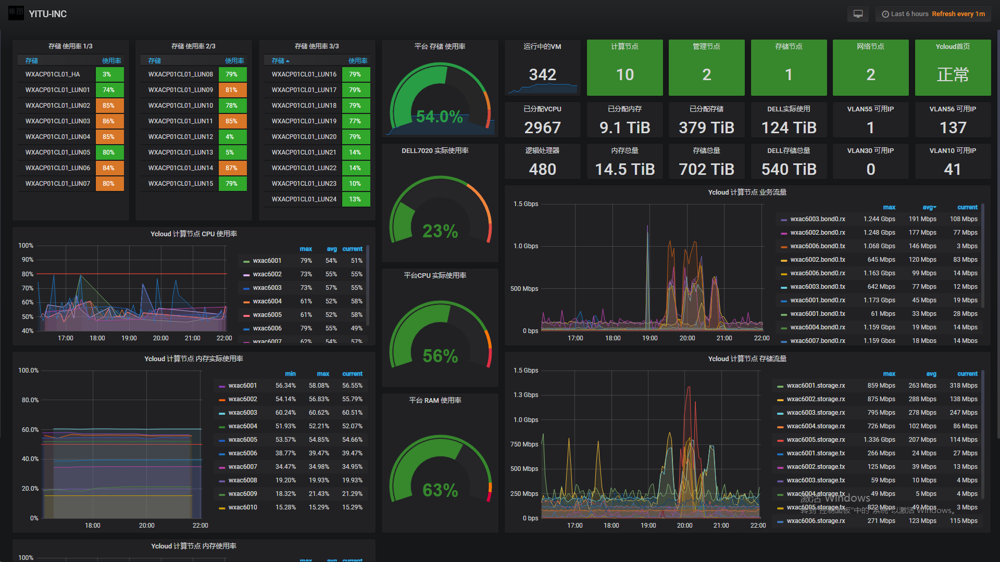 依图 YITU-INC
Last 6 hours Refresh every 1m
存储 使用率 1/3
存储 使用率
WXACP01CL01_HA 3%
WXACP01CL01_LUN01 74%
WXACP01CL01_LUN02 85%
WXACP01CL01_LUN03 86%
WXACP01CL01_LUN04 85%
WXACP01CL01_LUN05 80%
WXACP01CL01_LUN06 84%
WXACP01CL01_LUN07 80%
存储 使用率 2/3
存储 使用率
WXACP01CL01_LUN08 79%
WXACP01CL01_LUN09 81%
WXACP01CL01_LUN10 78%
WXACP01CL01_LUN11 85%
WXACP01CL01_LUN12 4%
WXACP01CL01_LUN13 5%
WXACP01CL01_LUN14 87%
WXACP01CL01_LUN15 79%
存储 使用率 3/3
存储 使用率
WXACP01CL01_LUN16 79%
WXACP01CL01_LUN17 79%
WXACP01CL01_LUN18 79%
WXACP01CL01_LUN19 77%
WXACP01CL01_LUN20 79%
WXACP01CL01_LUN21 14%
WXACP01CL01_LUN22 14%
WXACP01CL01_LUN23 10%
WXACP01CL01_LUN24 13%
平台 存储 使用率
54.0%
DELL7020 实际使用率
23%
平台CPU 实际使用率
56%
平台 RAM 使用率
63%
运行中的VM
342
计算节点
10
管理节点
2
存储节点
1
网络节点
2
Ycloud首页
正常
已分配VCPU
2967
已分配内存
9.1 TiB
已分配存储
379 TiB
DELL实际使用
124 TiB
VLAN55 可用IP
1
VLAN56 可用IP
137
逻辑处理器
480
内存总量
14.5 TiB
存储总量
702 TiB
DELL存储总量
540 TiB
VLAN30 可用IP
0
VLAN10 可用IP
41
Ycloud 计算节点 CPU 使用率
100%
90%
80%
70%
60%
50%
40%
17:00 18:00 19:00 20:00 21:00 22:00
max avg current
wxac6001 79% 54% 51%
wxac6002 73% 55% 55%
wxac6003 73% 57% 55%
wxac6004 61% 52% 58%
wxac6005 61% 52% 58%
wxac6006 79% 55% 49%
wxac6007 62% 54% 57%
Ycloud 计算节点 内存实际使用率
100.0%
80.0%
60.0%
40.0%
20.0%
0%
18:00 20:00 22:00
min max current
wxac6001 56.34% 58.08% 56.55%
wxac6002 54.14% 56.83% 55.79%
wxac6003 60.24% 60.62% 60.51%
wxac6004 51.93% 52.21% 52.07%
wxac6005 53.57% 54.85% 54.66%
wxac6006 38.77% 39.47% 39.47%
wxac6007 34.47% 34.98% 34.95%
wxac6008 19.20% 19.93% 19.93%
wxac6009 18.32% 21.43% 21.29%
wxac6010 15.28% 15.29% 15.29%
Ycloud 计算节点 内存使用率
100%
max avg current
Ycloud 计算节点 业务流量
1.5 Gbps
1.0 Gbps
500 Mbps
0 bps
17:00 18:00 19:00 20:00 21:00 22:00
max avg current
wxac6003.bond0.rx 1.244 Gbps 191 Mbps 108 Mbps
wxac6002.bond0.rx 1.248 Gbps 177 Mbps 77 Mbps
wxac6006.bond0.tx 1.068 Gbps 146 Mbps 3 Mbps
wxac6002.bond0.tx 645 Mbps 120 Mbps 83 Mbps
wxac6006.bond0.rx 1.163 Gbps 99 Mbps 14 Mbps
wxac6003.bond0.tx 642 Mbps 77 Mbps 12 Mbps
wxac6001.bond0.rx 1.173 Gbps 45 Mbps 19 Mbps
wxac6001.bond0.tx 61 Mbps 33 Mbps 28 Mbps
wxac6004.bond0.rx 1.159 Gbps 19 Mbps 14 Mbps
wxac6007.bond0.rx 1.159 Gbps 18 Mbps 14 Mbps
Ycloud 计算节点 存储流量
1.5 Gbps
1.3 Gbps
1.0 Gbps
750 Mbps
500 Mbps
250 Mbps
0 bps
17:00 18:00 19:00 20:00 21:00 22:00
max avg current
wxac6001.storage.rx 859 Mbps 263 Mbps 318 Mbps
wxac6002.storage.rx 875 Mbps 288 Mbps 138 Mbps
wxac6003.storage.rx 795 Mbps 278 Mbps 247 Mbps
wxac6004.storage.rx 726 Mbps 102 Mbps 86 Mbps
wxac6005.storage.rx 1.336 Gbps 207 Mbps 114 Mbps
wxac6001.storage.tx 266 Mbps 24 Mbps 27 Mbps
wxac6002.storage.tx 125 Mbps 39 Mbps 13 Mbps
wxac6003.storage.tx 59 Mbps 10 Mbps 4 Mbps
wxac6004.storage.tx 49 Mbps 5 Mbps 4 Mbps
wxac6005.storage.tx 822 Mbps 49 Mbps 3 Mbps
wxac6006.storage.rx 271 Mbps 123 Mbps 115 Mbps
激活 Windows
转到"控制面板"中的"系统"以激活 Windows。